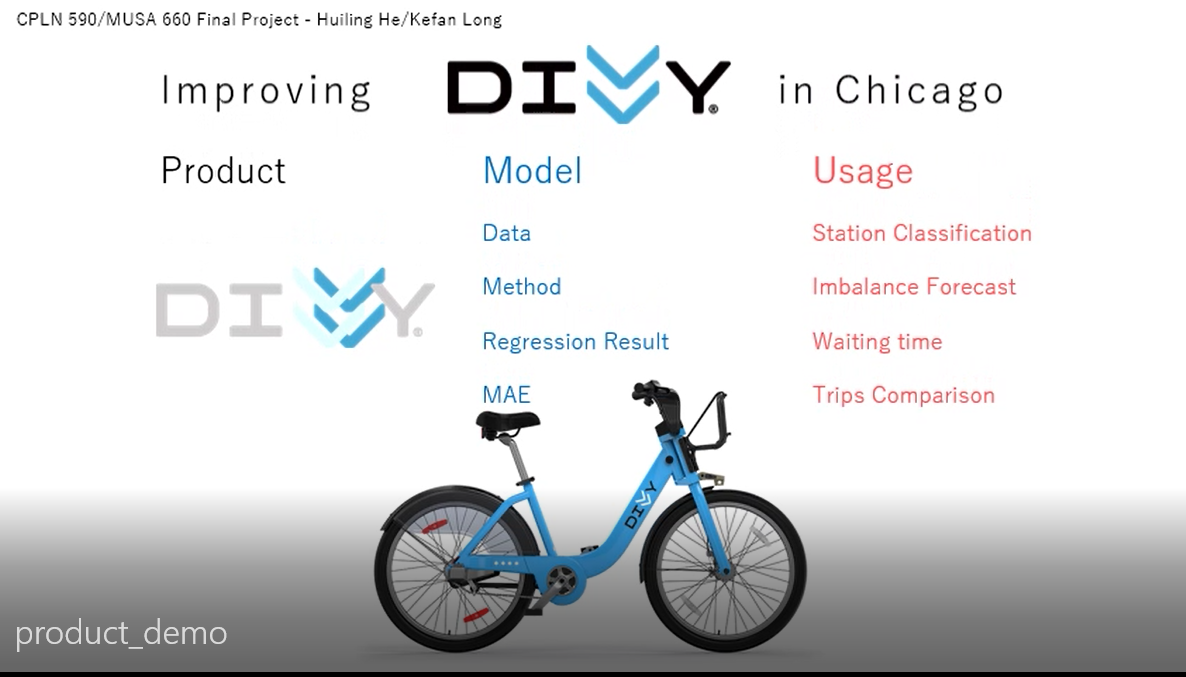 CPLN 590/MUSA 660 Final Project - Huiling He/Kefan Long
Improving DIVVY® in Chicago
Product
Model
Usage
Data
Station Classification
DIVVY®
Method
Imbalance Forecast
Regression Result
Waiting time
MAE
Trips Comparison
DIVVY
product_demo